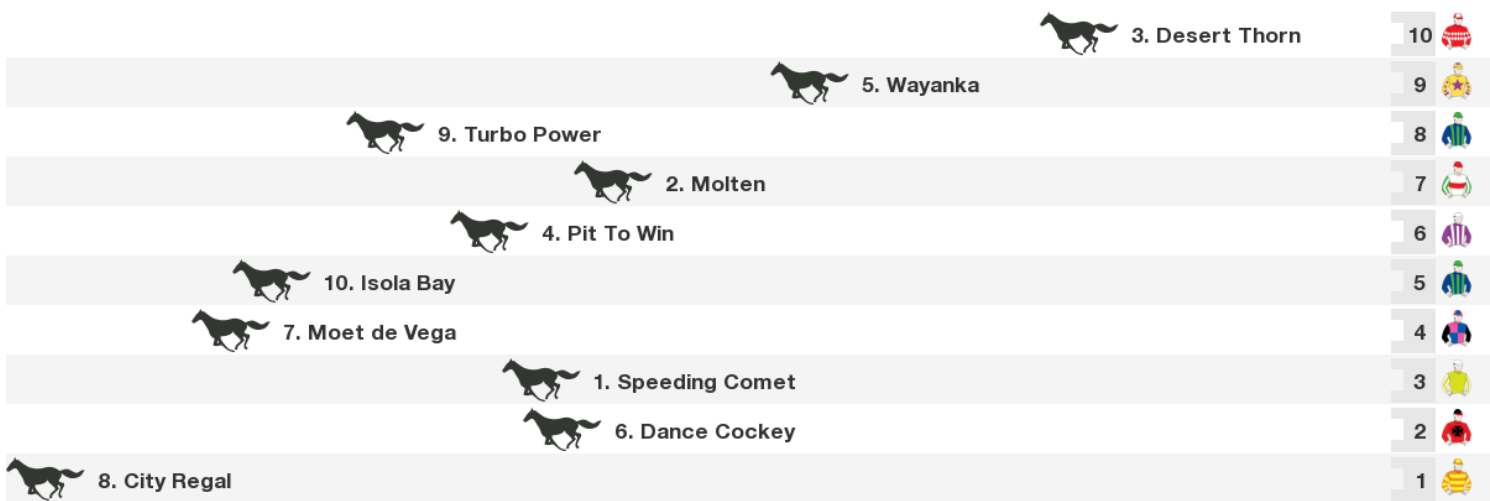 3. Desert Thorn 10
5. Wayanka 9
9. Turbo Power 8
2. Molten 7
4. Pit To Win 6
10. Isola Bay 5
7. Moet de Vega 4
1. Speeding Comet 3
6. Dance Cockey 2
8. City Regal 1